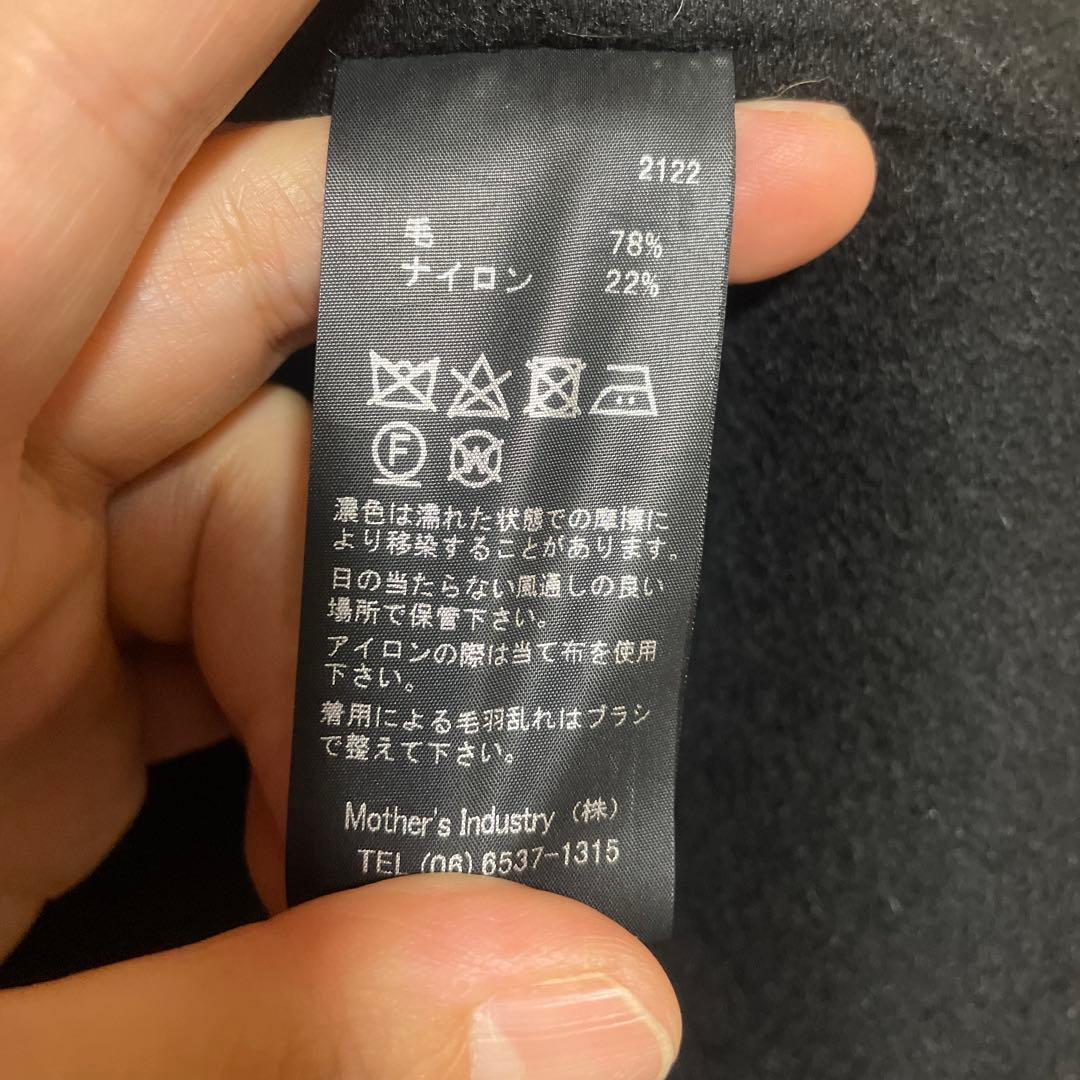 2122
毛 78%
ナイロン 22%
F
W
濃色は濡れた状態での摩擦に
より移染することがあります。
日の当たらない風通しの良い
場所で保管下さい。
アイロンの際は当て布を使用
下さい。
着用による毛羽乱れはブラシ
で整えて下さい。
Mother's Industry (株)
TEL (06) 6537-1315